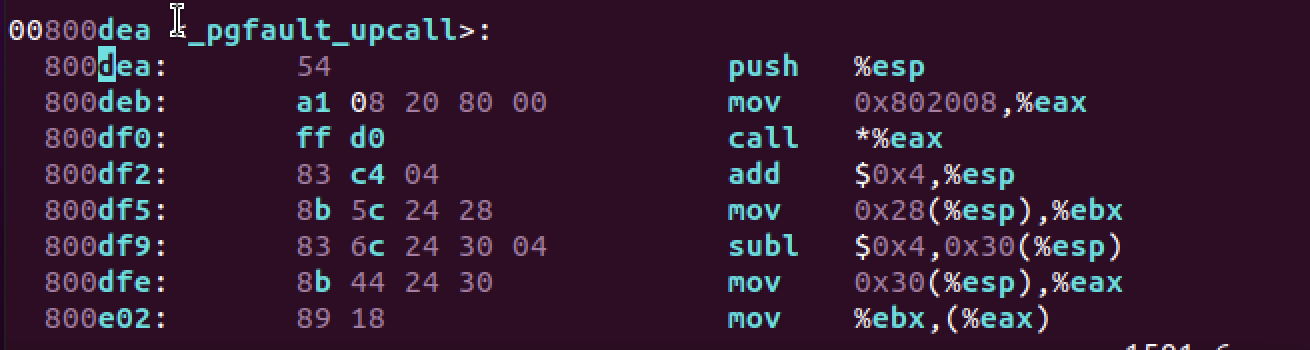 00800dea <_pgfault_upcall>:
800dea: 54 push %esp
800deb: a1 08 20 80 00 mov 0x802008,%eax
800df0: ff d0 call *%eax
800df2: 83 c4 04 add $0x4,%esp
800df5: 8b 5c 24 28 mov 0x28(%esp),%ebx
800df9: 83 6c 24 30 04 subl $0x4,0x30(%esp)
800dfe: 8b 44 24 30 mov 0x30(%esp),%eax
800e02: 89 18 mov %ebx,(%eax)